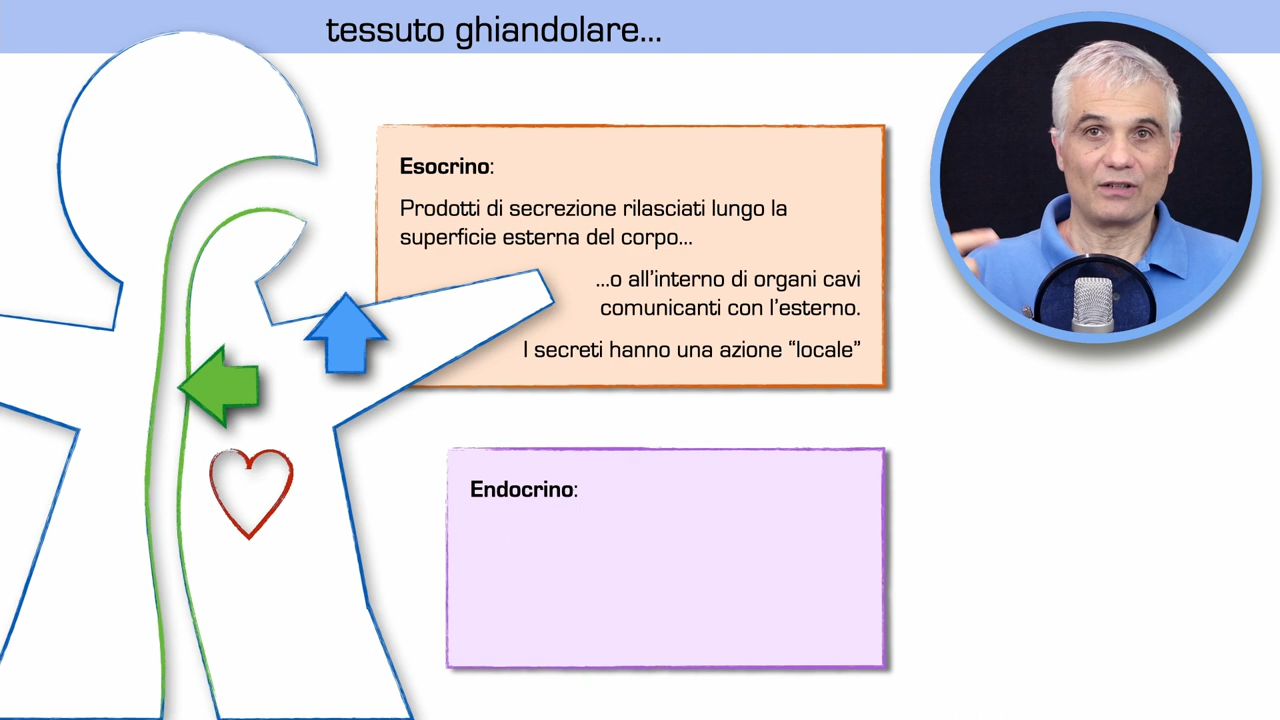 tessuto ghiandolare...
Esocrino:
Prodotti di secrezione rilasciati lungo la
superficie esterna del corpo...
...o all'interno di organi cavi
comunicanti con l'esterno.
I secreti hanno una azione “locale”
Endocrino: